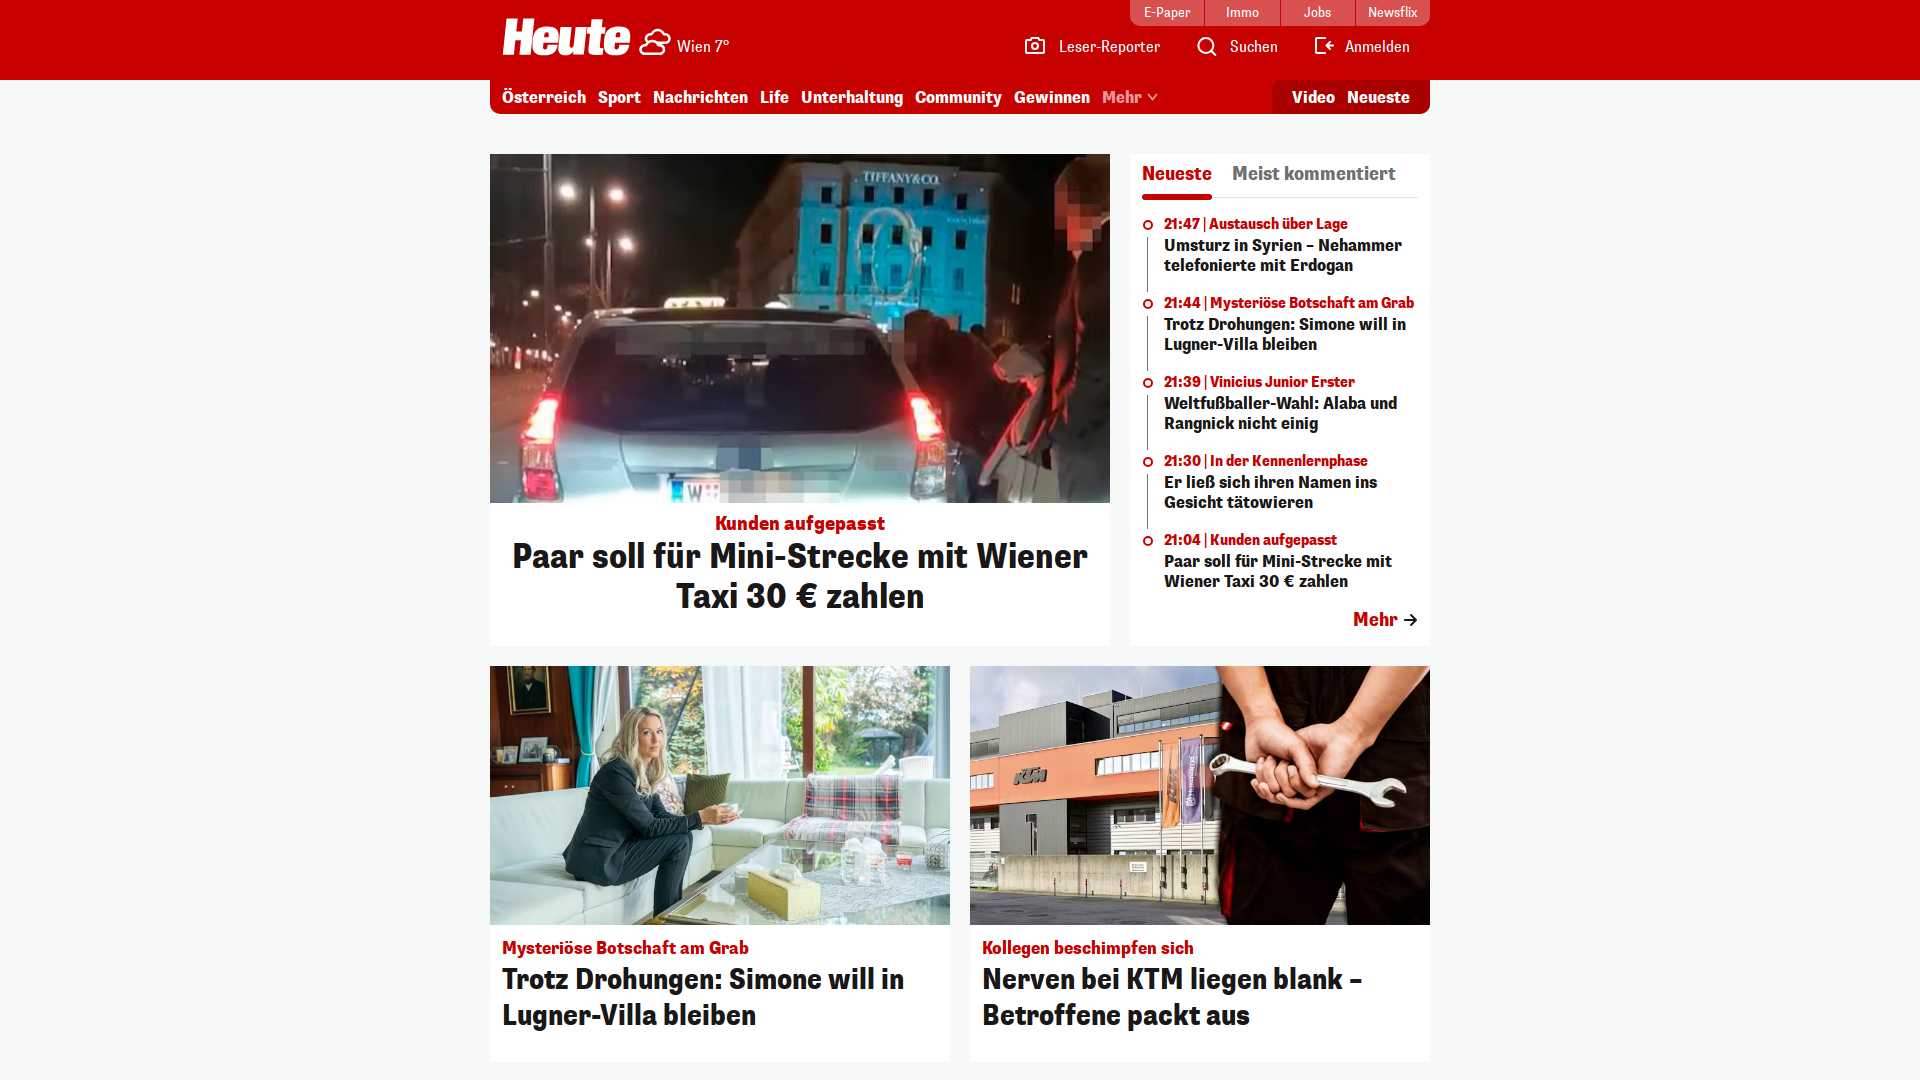 E-Paper
Immo
Jobs
Newsflix
Heute
Wien 7°
Leser-Reporter
Suchen
Anmelden
Österreich
Sport
Nachrichten
Life
Unterhaltung
Community
Gewinnen
Mehr
Video
Neueste
TIFFANY&CO.
W
Kunden aufgepasst
Paar soll für Mini-Strecke mit Wiener
Taxi 30 € zahlen
Neueste
Meist kommentiert
21:47 | Austausch über Lage
Umsturz in Syrien – Nehammer
telefonierte mit Erdogan
21:44 | Mysteriöse Botschaft am Grab
Trotz Drohungen: Simone will in
Lugner-Villa bleiben
21:39 | Vinicius Junior Erster
Weltfußballer-Wahl: Alaba und
Rangnick nicht einig
21:30 | In der Kennenlernphase
Er ließ sich ihren Namen ins
Gesicht tätowieren
21:04 | Kunden aufgepasst
Paar soll für Mini-Strecke mit
Wiener Taxi 30 € zahlen
Mehr
Mysteriöse Botschaft am Grab
Trotz Drohungen: Simone will in
Lugner-Villa bleiben
KTM
KTM
Kollegen beschimpfen sich
Nerven bei KTM liegen blank –
Betroffene packt aus